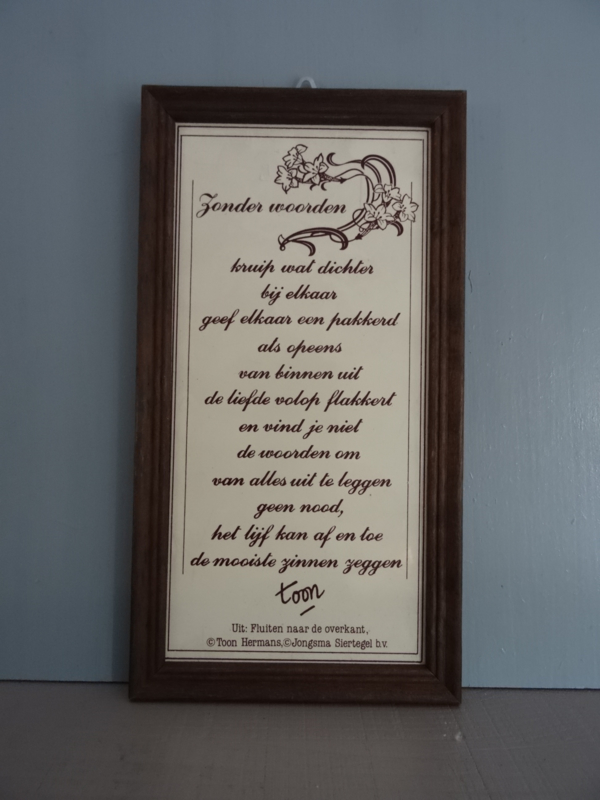 Zonder woorden
kruip wat dichter
bij elkaar
geef elkaar een pakkerd
als opeens
van binnen uit
de liefde volop flakkert
en vind je niet
de woorden om
van alles uit te leggen
geen nood,
het lijf kan af en toe
de mooiste zinnen zeggen
toon
Uit: Fluiten naar de overkant,
©Toon Hermans,©Jongsma Siertegel b.v.